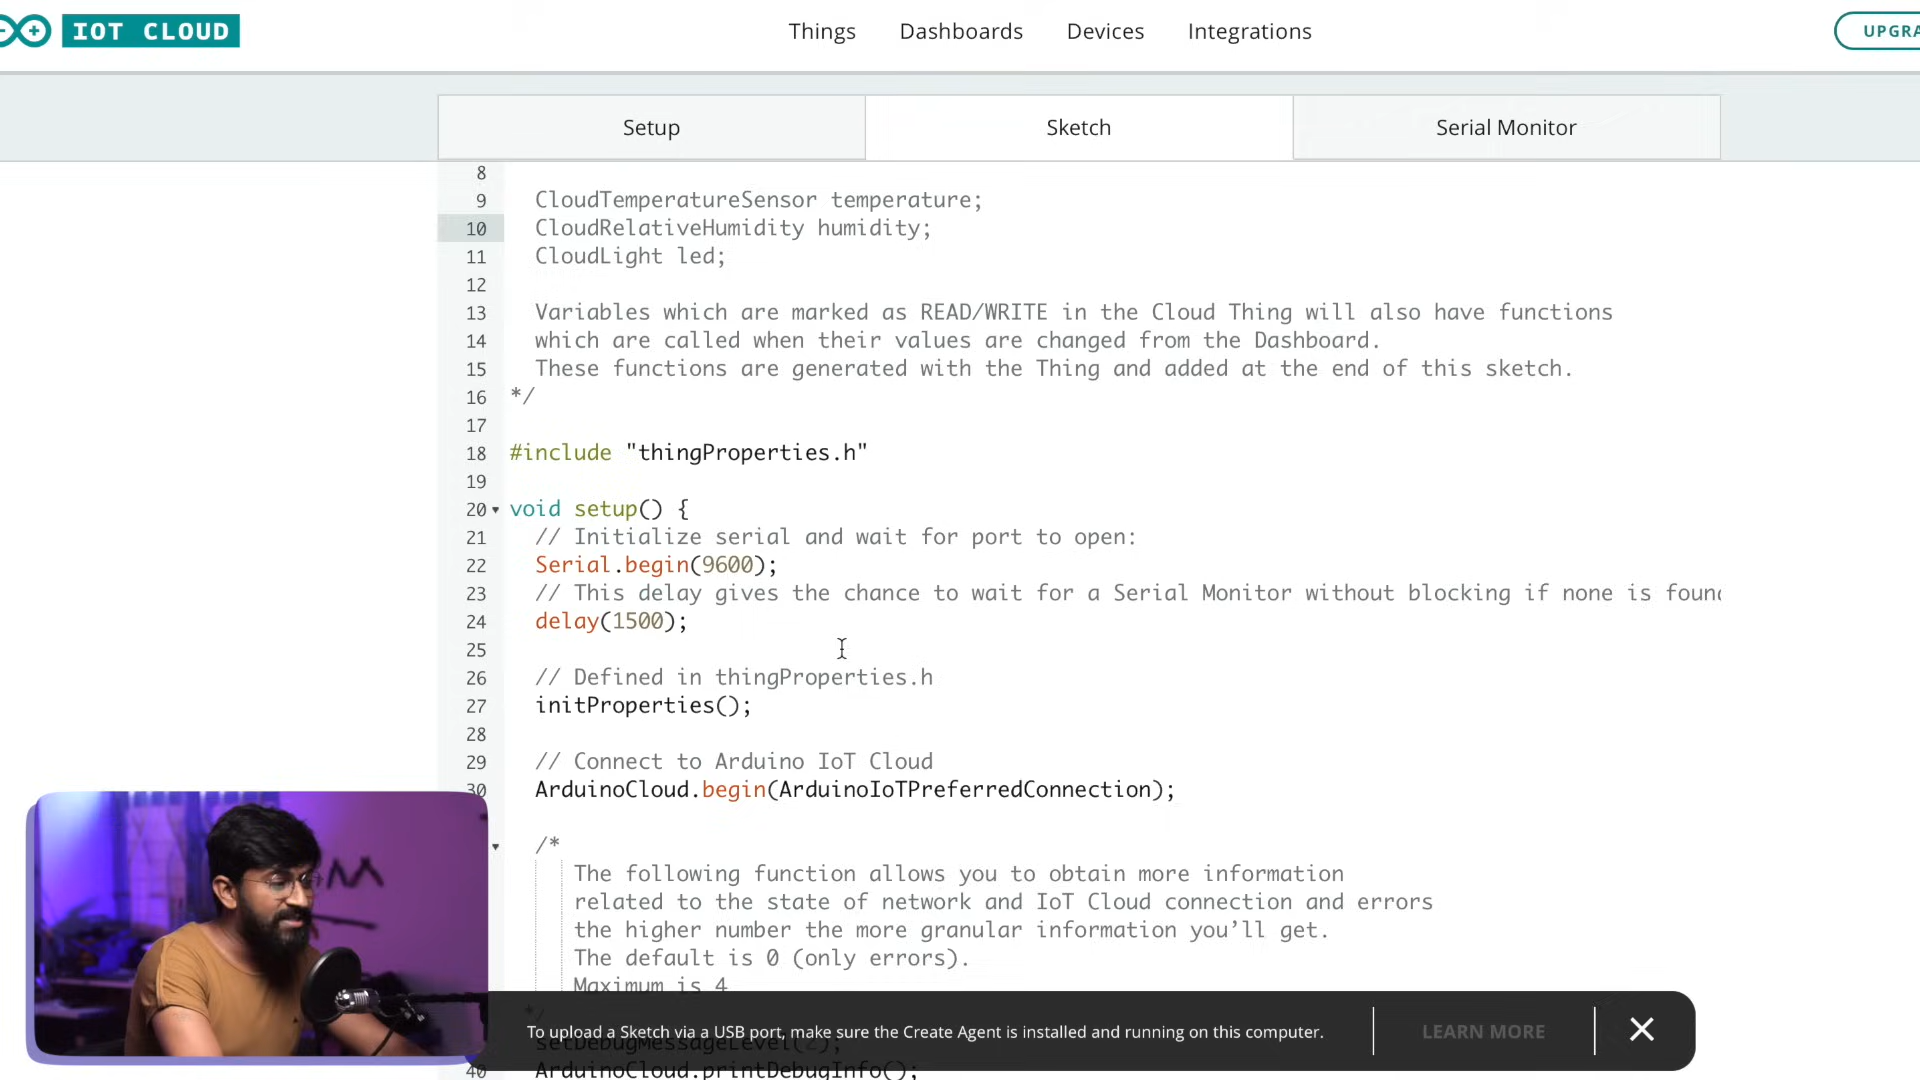 IOT CLOUD
Things
Dashboards
Devices
Integrations
UPGRA
Setup
Sketch
Serial Monitor
8
9 CloudTemperatureSensor temperature;
10 CloudRelativeHumidity humidity;
11 CloudLight led;
12
13 Variables which are marked as READ/WRITE in the Cloud Thing will also have functions
14 which are called when their values are changed from the Dashboard.
15 These functions are generated with the Thing and added at the end of this sketch.
16 */
17
18 #include "thingProperties.h"
19
20 void setup() {
21 // Initialize serial and wait for port to open:
22 Serial.begin(9600);
23 // This delay gives the chance to wait for a Serial Monitor without blocking if none is found
24 delay(1500);
25
26 // Defined in thingProperties.h
27 initProperties();
28
29 // Connect to Arduino IoT Cloud
30 ArduinoCloud.begin(ArduinoIoTPreferredConnection);
/*
The following function allows you to obtain more information
related to the state of network and IoT Cloud connection and errors
the higher number the more granular information you’ll get.
The default is 0 (only errors).
Maximum is 4
*/
setDebugMessageLevel(2);
40 ArduinoCloud.printDebugInfo();
To upload a Sketch via a USB port, make sure the Create Agent is installed and running on this computer.
LEARN MORE